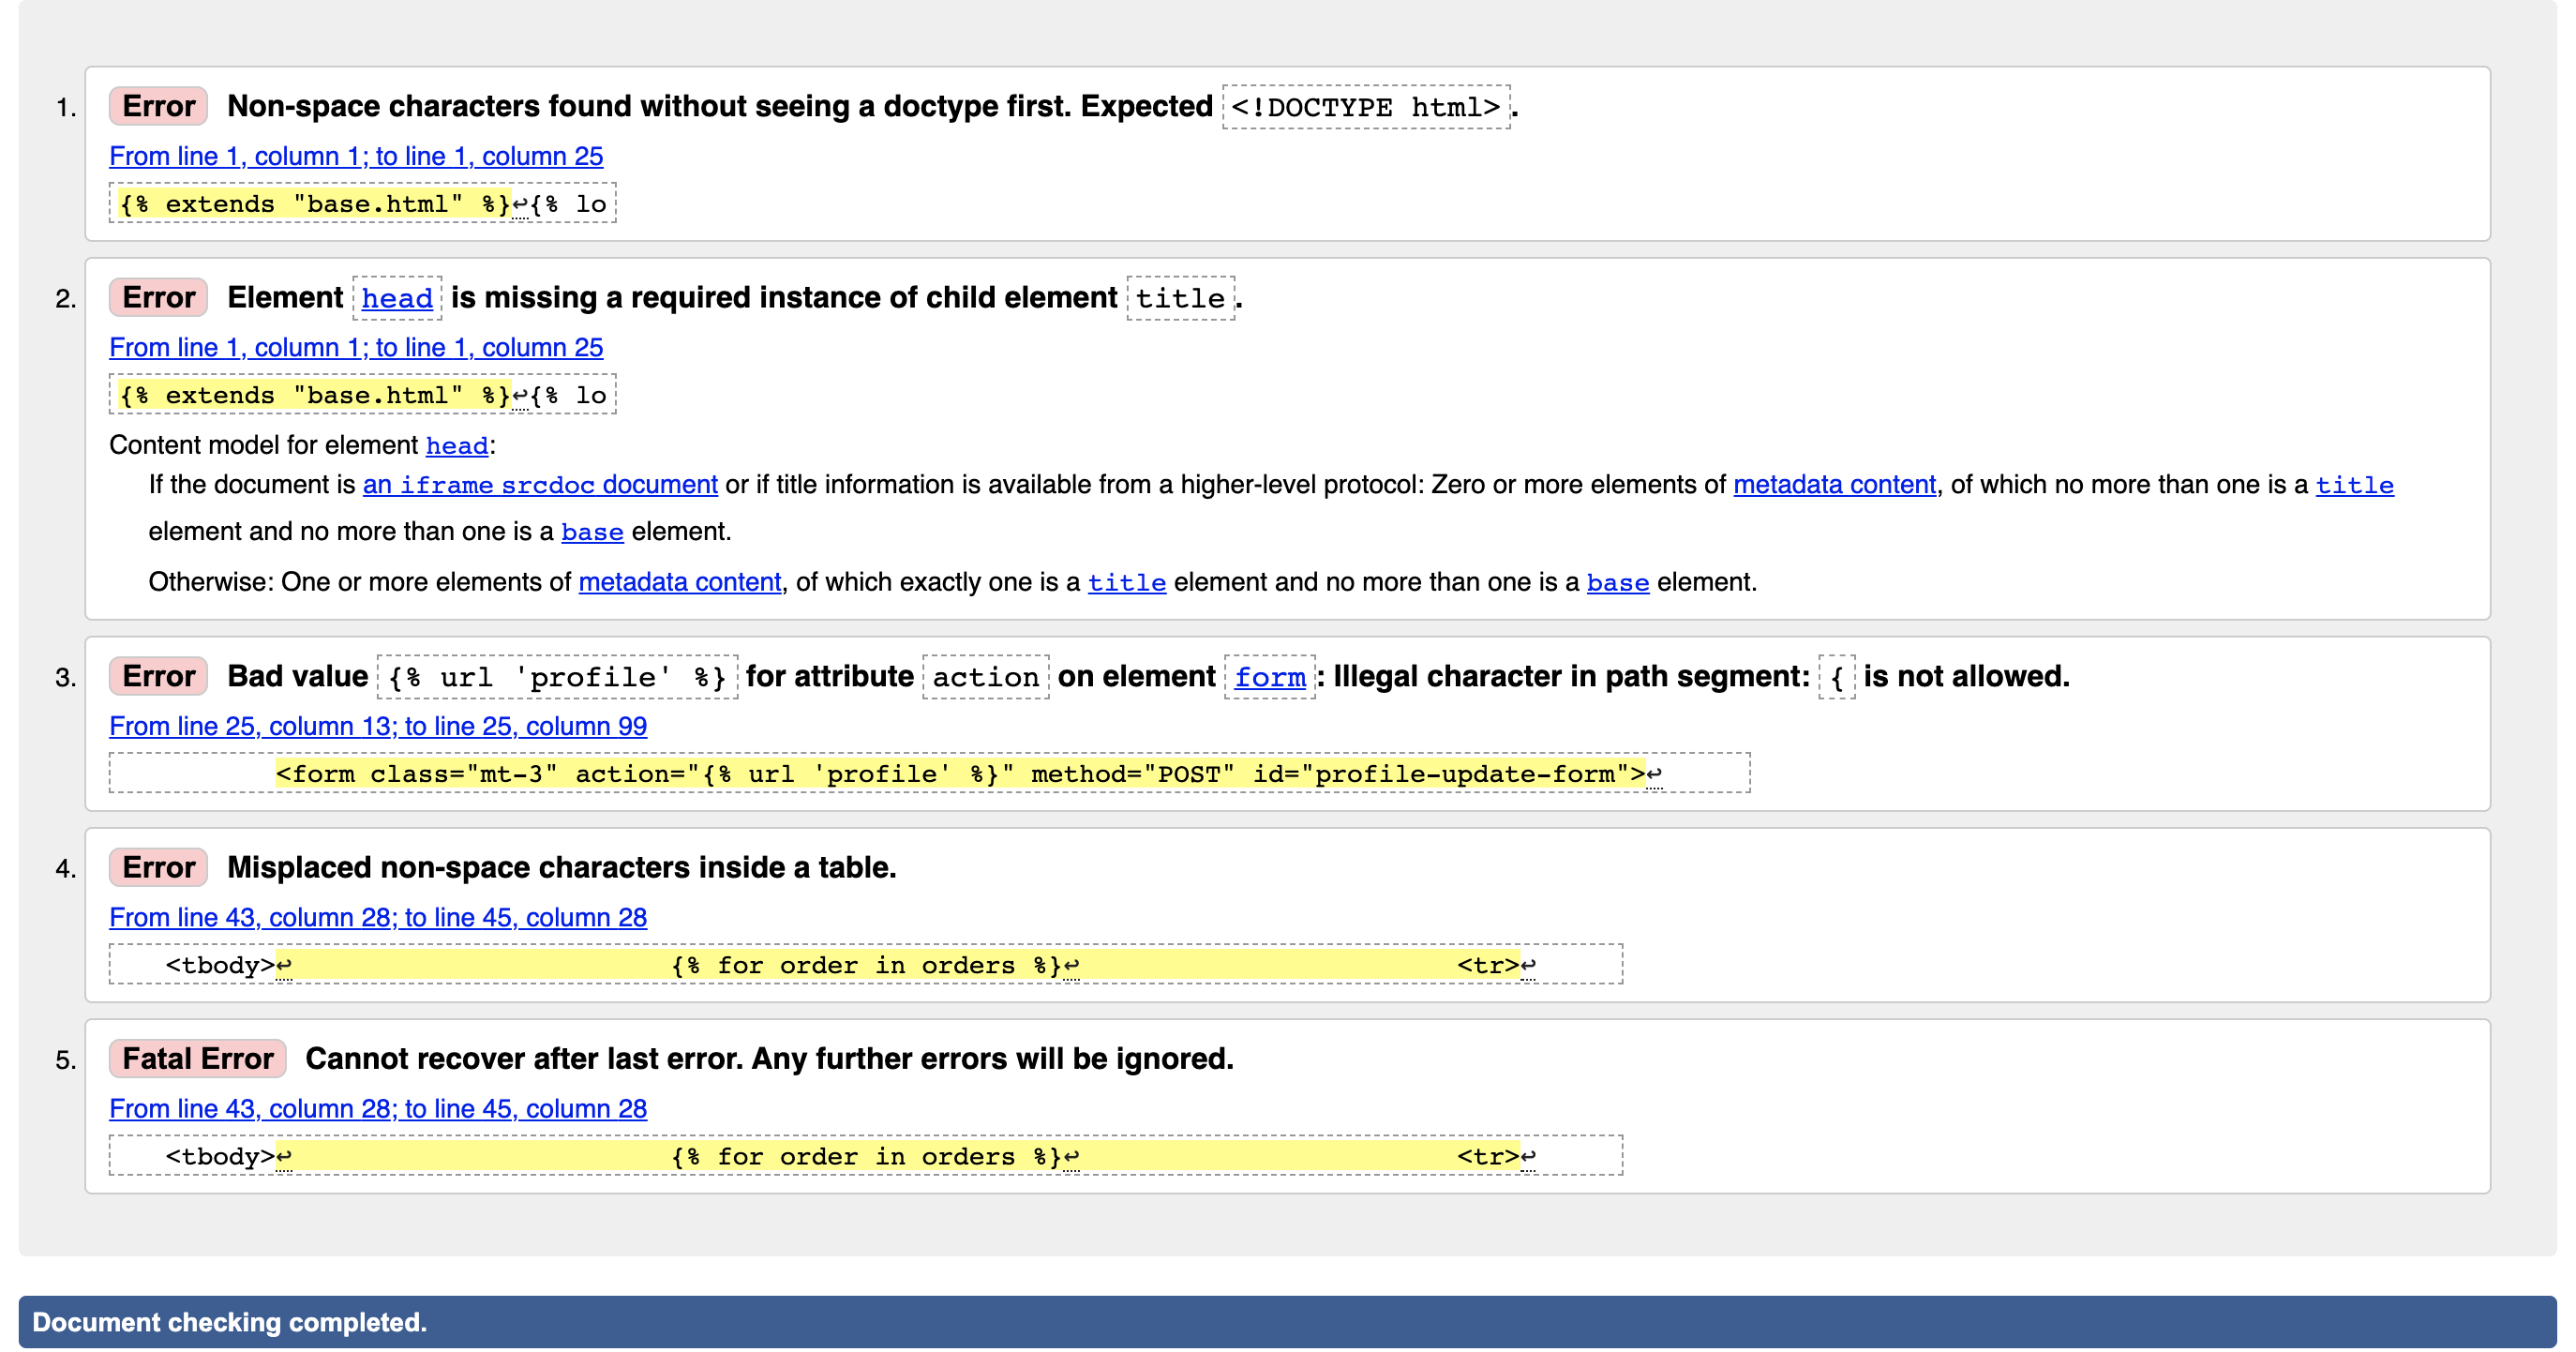 1. Error Non-space characters found without seeing a doctype first. Expected <!DOCTYPE html>.
From line 1, column 1; to line 1, column 25
{% extends "base.html" %}↩{% lo
2. Error Element head is missing a required instance of child element title.
From line 1, column 1; to line 1, column 25
{% extends "base.html" %}↩{% lo
Content model for element head:
If the document is an iframe srcdoc document or if title information is available from a higher-level protocol: Zero or more elements of metadata content, of which no more than one is a title
element and no more than one is a base element.
Otherwise: One or more elements of metadata content, of which exactly one is a title element and no more than one is a base element.
3. Error Bad value {% url 'profile' %} for attribute action on element form: Illegal character in path segment: { is not allowed.
From line 25, column 13; to line 25, column 99
<form class="mt-3" action="{% url 'profile' %}" method="POST" id="profile-update-form">↩
4. Error Misplaced non-space characters inside a table.
From line 43, column 28; to line 45, column 28
<tbody>↩ {% for order in orders %}↩ <tr>↩
5. Fatal Error Cannot recover after last error. Any further errors will be ignored.
From line 43, column 28; to line 45, column 28
<tbody>↩ {% for order in orders %}↩ <tr>↩
Document checking completed.